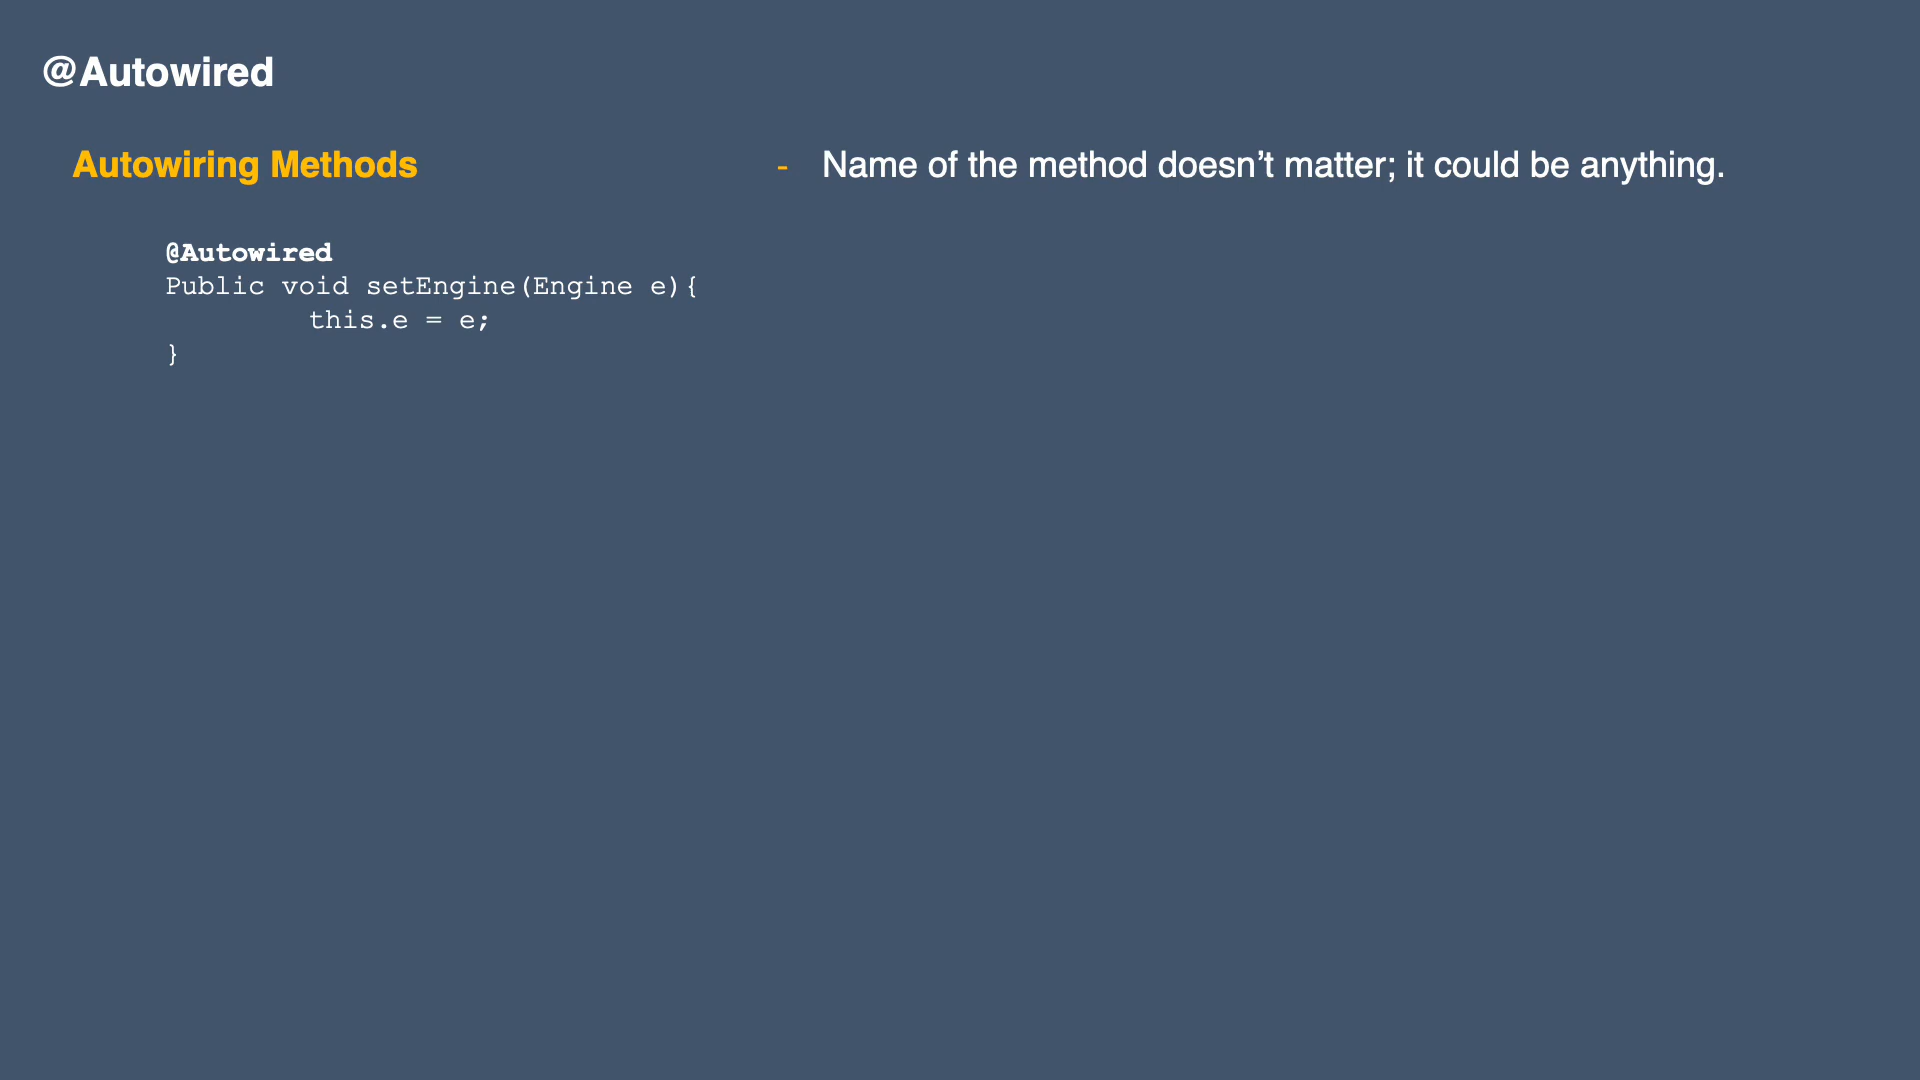 @Autowired
Autowiring Methods
- Name of the method doesn’t matter; it could be anything.
@Autowired
Public void setEngine(Engine e){
this.e = e;
}